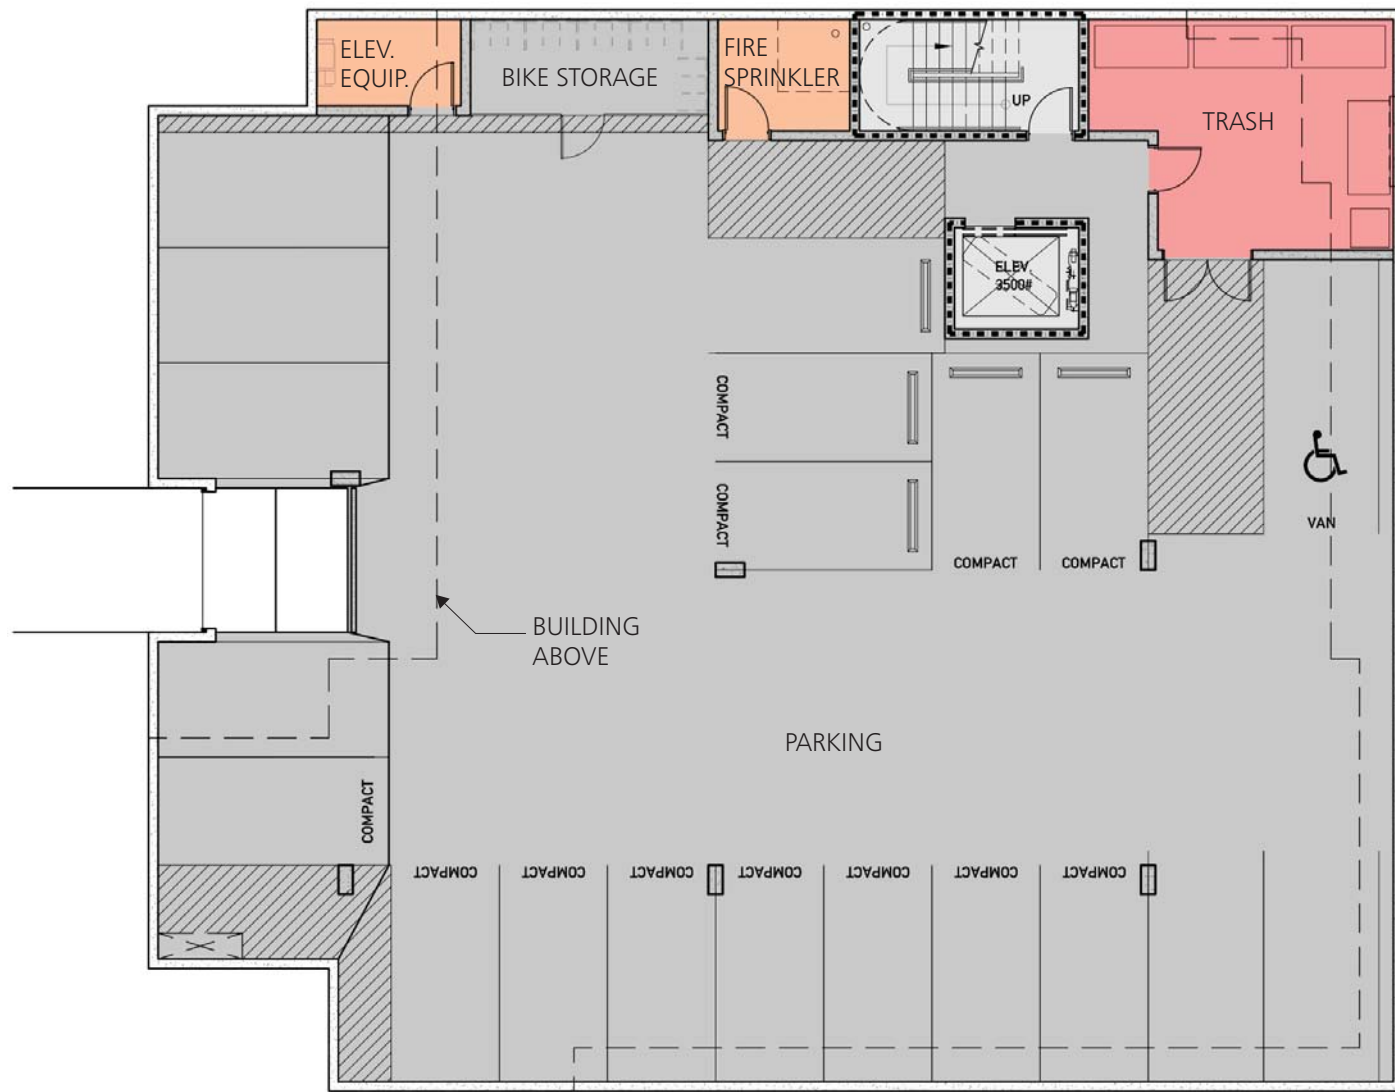 ELEV.
EQUIP.
BIKE STORAGE
FIRE
SPRINKLER
UP
TRASH
ELEV.
3500#
COMPACT
COMPACT
COMPACT
COMPACT
VAN
BUILDING
ABOVE
PARKING
COMPACT
COMPACT
COMPACT
COMPACT
COMPACT
COMPACT
COMPACT
COMPACT